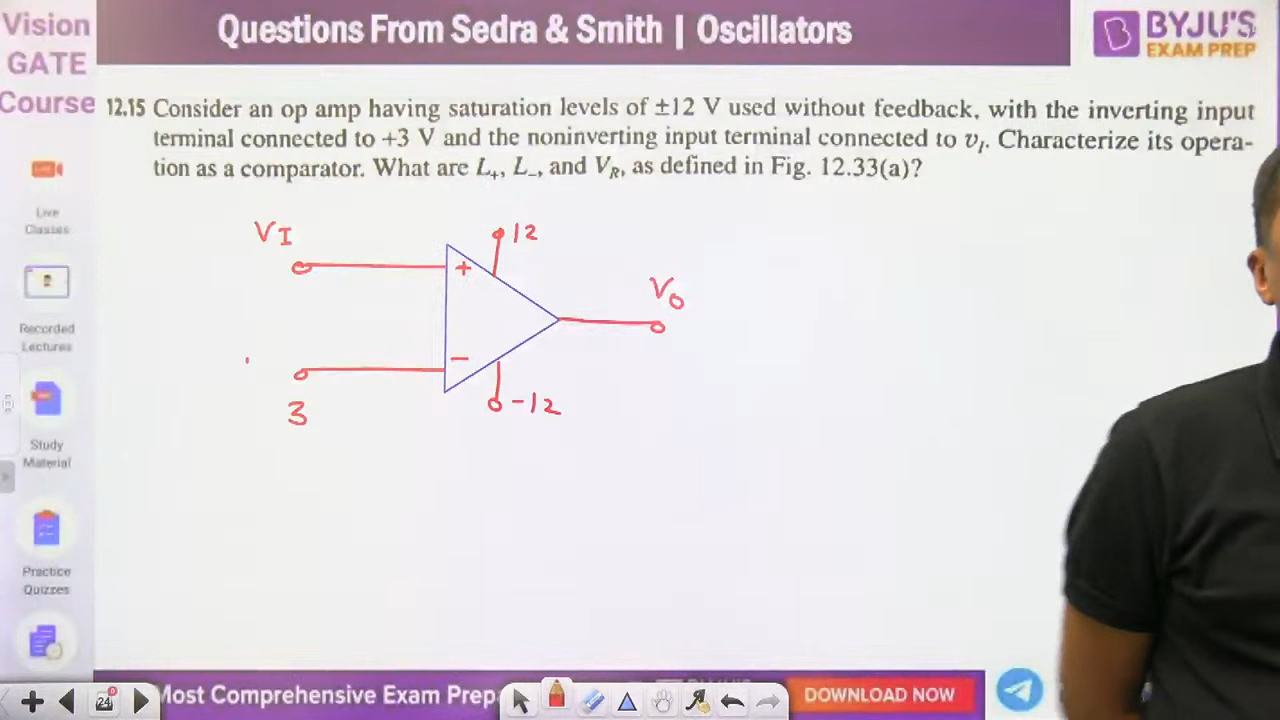 Vision
GATE
Course
Questions From Sedra & Smith | Oscillators
BYJU'S
EXAM PREP
12.15 Consider an op amp having saturation levels of ±12 V used without feedback, with the inverting input
terminal connected to +3 V and the noninverting input terminal connected to vI. Characterize its opera-
tion as a comparator. What are L+, L−, and VR, as defined in Fig. 12.33(a)?
Live
Classes
Recorded
Lectures
Study
Material
Practice
Quizzes
VI
+
12
VO
−
-12
3
24
Most Comprehensive Exam Prep
DOWNLOAD NOW